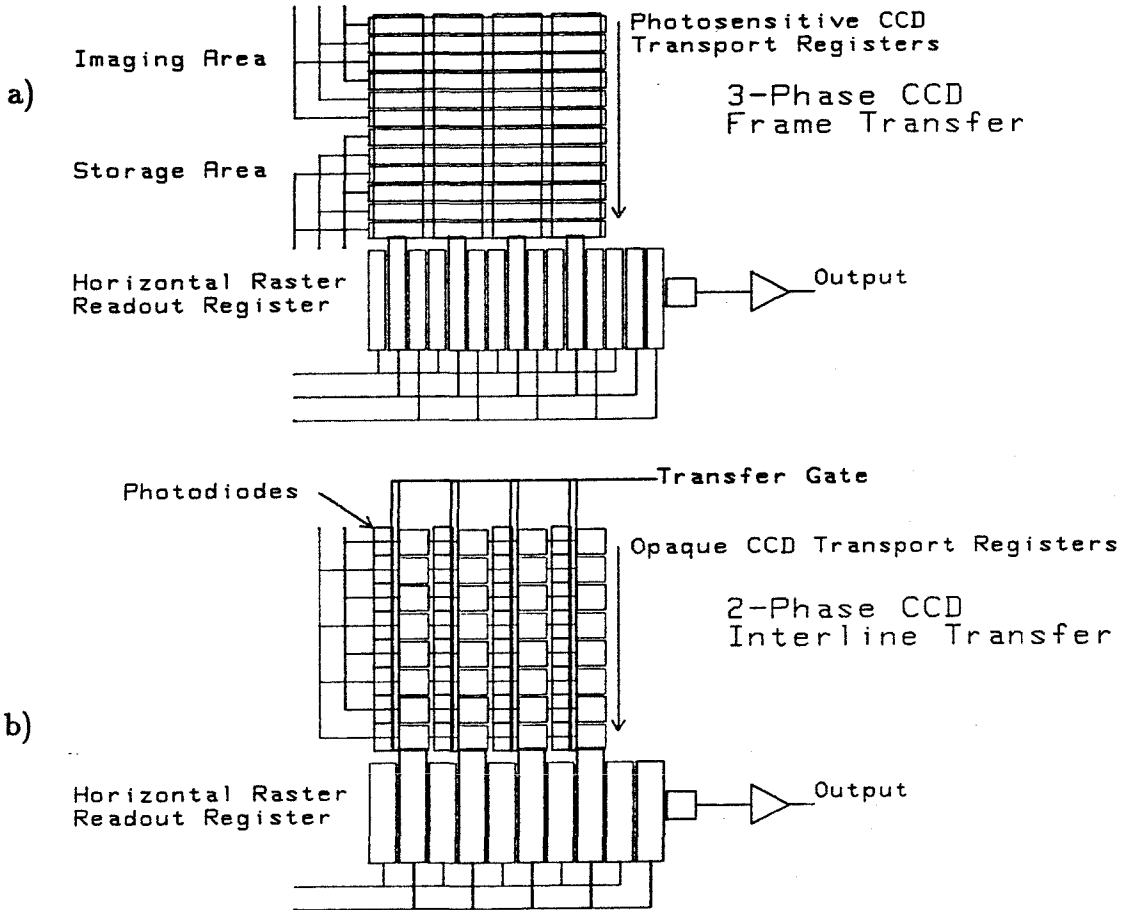 a)
Imaging Area
Storage Area
Horizontal Raster
Readout Register
Photosensitive CCD
Transport Registers
3-Phase CCD
Frame Transfer
Output
b)
Photodiodes
Transfer Gate
Opaque CCD Transport Registers
2-Phase CCD
Interline Transfer
Horizontal Raster
Readout Register
Output